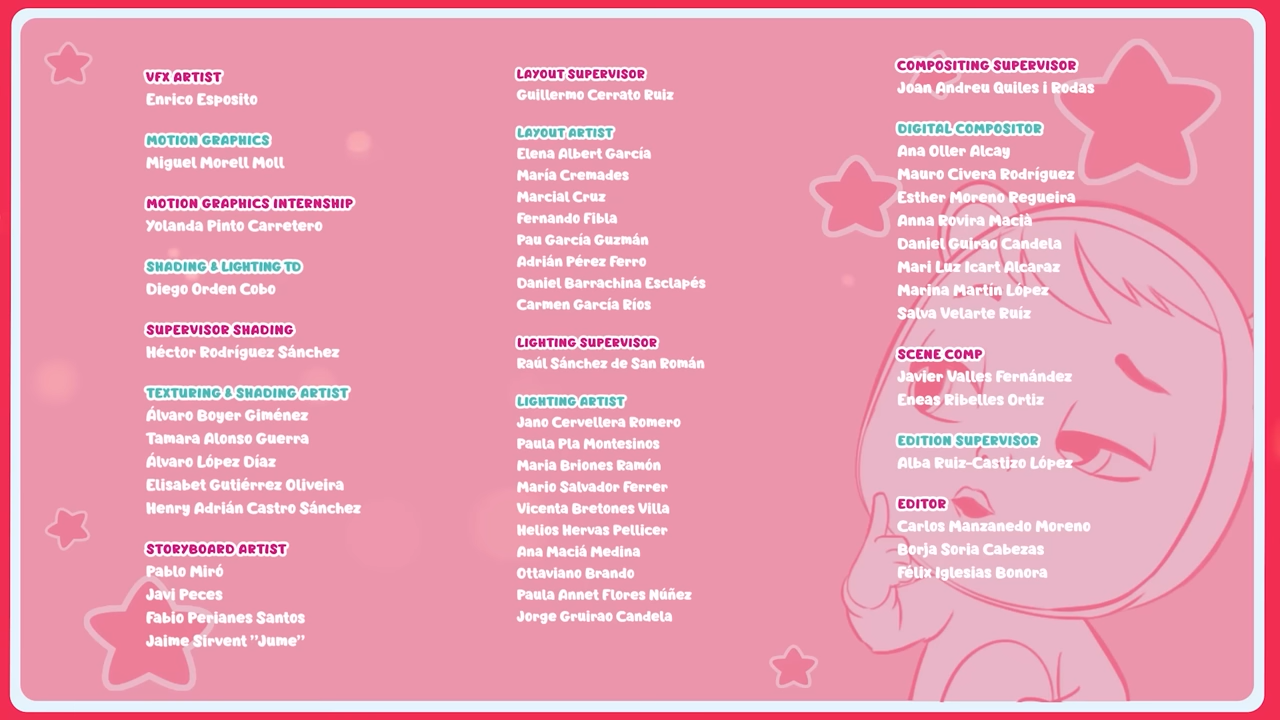 VFX ARTIST
Enrico Esposito
MOTION GRAPHICS
Miguel Morell Moll
MOTION GRAPHICS INTERNSHIP
Yolanda Pinto Carretero
SHADING & LIGHTING TD
Diego Orden Cobo
SUPERVISOR SHADING
Héctor Rodríguez Sánchez
TEXTURING & SHADING ARTIST
Álvaro Boyer Giménez
Tamara Alonso Guerra
Álvaro López Díaz
Elisabet Gutiérrez Oliveira
Henry Adrián Castro Sánchez
STORYBOARD ARTIST
Pablo Miró
Javi Peces
Fabio Perianes Santos
Jaime Sirvent ”Jume”
LAYOUT SUPERVISOR
Guillermo Cerrato Ruiz
LAYOUT ARTIST
Elena Albert García
María Cremades
Marcial Cruz
Fernando Fibla
Pau García Guzmán
Adrián Pérez Ferro
Daniel Barrachina Esclapés
Carmen García Ríos
LIGHTING SUPERVISOR
Raúl Sánchez de San Román
LIGHTING ARTIST
Jano Cervellera Romero
Paula Pla Montesinos
Maria Briones Ramón
Mario Salvador Ferrer
Vicenta Bretones Villa
Helios Hervas Pellicer
Ana Maciá Medina
Ottaviano Brando
Paula Annet Flores Núñez
Jorge Gruirao Candela
COMPOSITING SUPERVISOR
Joan Andreu Quiles i Rodas
DIGITAL COMPOSITOR
Ana Oller Alcay
Mauro Civera Rodríguez
Esther Moreno Regueira
Anna Rovira Macià
Daniel Guirao Candela
Mari Luz Icart Alcaraz
Marina Martín López
Salva Velarte Ruíz
SCENE COMP
Javier Valles Fernández
Eneas Ribelles Ortiz
EDITION SUPERVISOR
Alba Ruiz-Castizo López
EDITOR
Carlos Manzanedo Moreno
Borja Soria Cabezas
Félix Iglesias Bonora